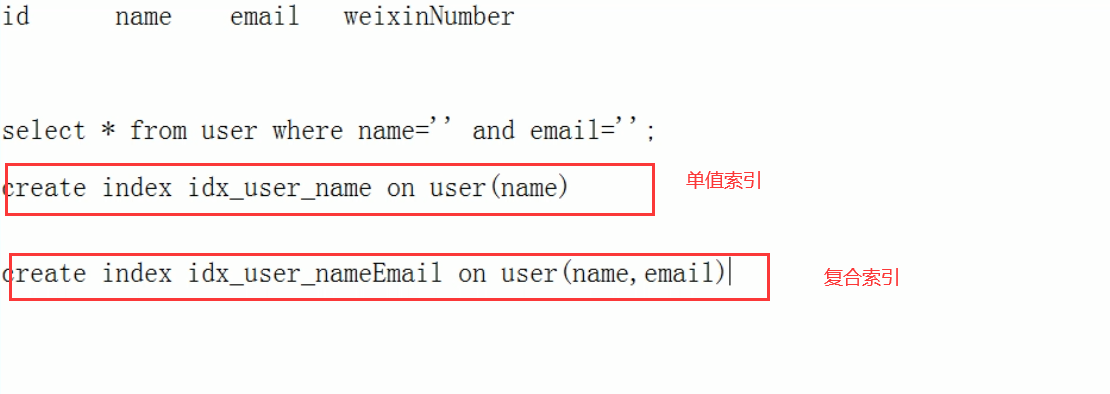 id name email weixinNumber
select * from user where name='' and email='';
create index idx_user_name on user(name)
单值索引
create index idx_user_nameEmail on user(name,email)
复合索引